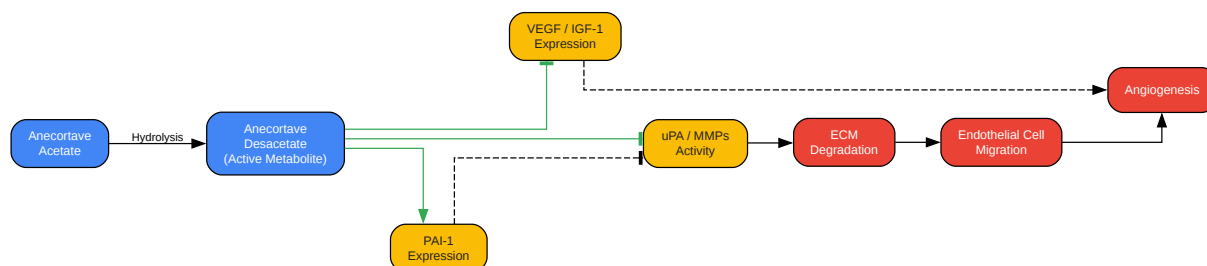 VEGF / IGF-1
Expression
Angiogenesis
Anecortave
Acetate
Hydrolysis
Anecortave
Desacetate
(Active Metabolite)
uPA / MMPs
Activity
ECM
Degradation
Endothelial Cell
Migration
PAI-1
Expression